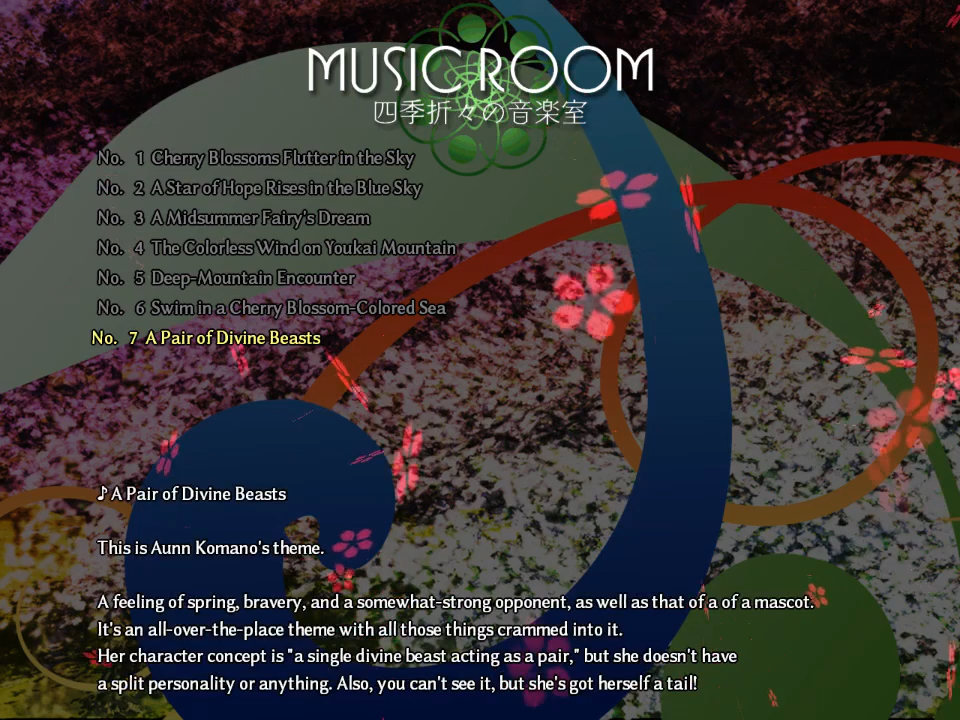 MUSIC ROOM
四季折々の音楽室
No. 1 Cherry Blossoms Flutter in the Sky
No. 2 A Star of Hope Rises in the Blue Sky
No. 3 A Midsummer Fairy's Dream
No. 4 The Colorless Wind on Youkai Mountain
No. 5 Deep-Mountain Encounter
No. 6 Swim in a Cherry Blossom-Colored Sea
No. 7 A Pair of Divine Beasts
♪ A Pair of Divine Beasts
This is Aunn Komano's theme.
A feeling of spring, bravery, and a somewhat-strong opponent, as well as that of a of a mascot.
It's an all-over-the-place theme with all those things crammed into it.
Her character concept is "a single divine beast acting as a pair," but she doesn't have
a split personality or anything. Also, you can't see it, but she's got herself a tail!